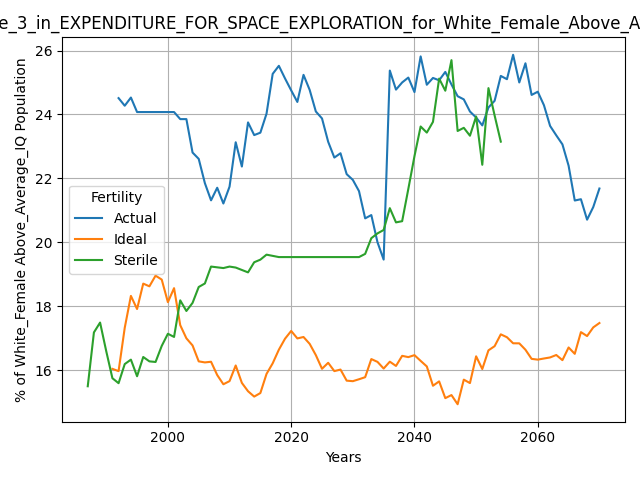 e_3_in_EXPENDITURE_FOR_SPACE_EXPLORATION_for_White_Female_Above_A
% of White_Female Above_Average_IQ Population
26
24
22
20
18
16
Fertility
Actual
Ideal
Sterile
2000
2020
2040
2060
Years